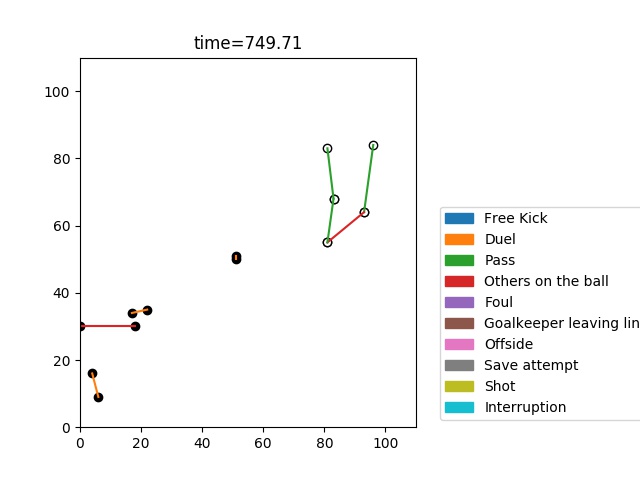 time=749.71
100
80
60
40
20
0
0 20 40 60 80 100
Free Kick
Duel
Pass
Others on the ball
Foul
Goalkeeper leaving lin
Offside
Save attempt
Shot
Interruption